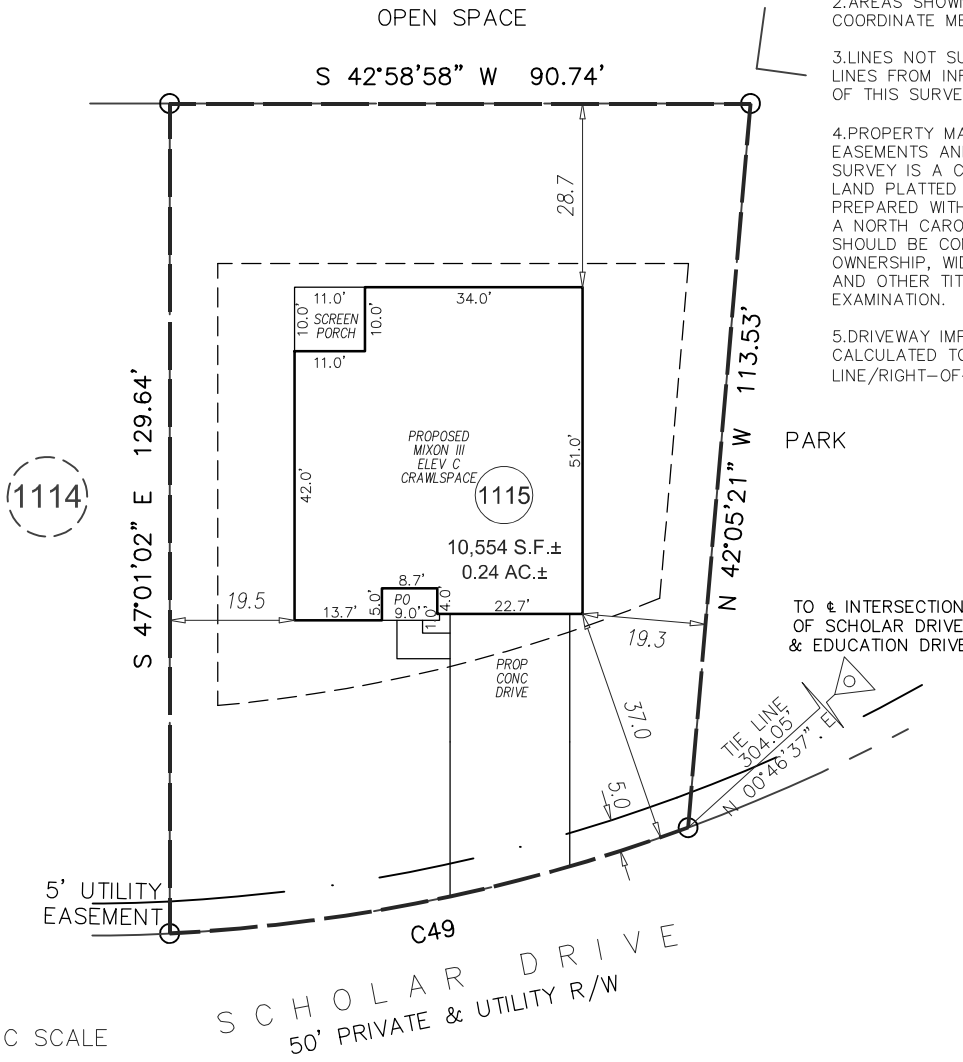 OPEN SPACE
S 42°58'58" W 90.74'
2.AREAS SHOW
COORDINATE ME
3.LINES NOT SU
LINES FROM
OF THIS SURVE
4.PROPERTY MA
EASEMENTS AN
SURVEY IS A C
LAND PLATTED
PREPARED WITH
A NORTH CARO
SHOULD BE
OWNERSHIP,
AND OTHER TIT
EXAMINATION.
5.DRIVEWAY IMP
CALCULATED TO
LINE/RIGHT-OF-
28.7
11.0'
10.0'
SCREEN
PORCH
10.0'
11.0'
34.0'
S 47°01'02" E 129.64'
N 42°05'21" W 113.53'
PARK
1114
42.0'
PROPOSED
MIXON III
ELEV C
CRAWLSPACE
51.0'
1115
10,554 S.F.±
0.24 AC.±
19.5
13.7'
5.0'
8.7'
PO
9.0'
4.0'
1.0'
22.7'
19.3
PROP
CONC
DRIVE
37.0
5.0
TO ℄ INTERSECTION
OF SCHOLAR DRIVE
& EDUCATION DRIVE
TIE LINE
304.05'
N 00°46'37" E
5' UTILITY
EASEMENT
C49
SCHOLAR DRIVE
50' PRIVATE & UTILITY R/W
C SCALE